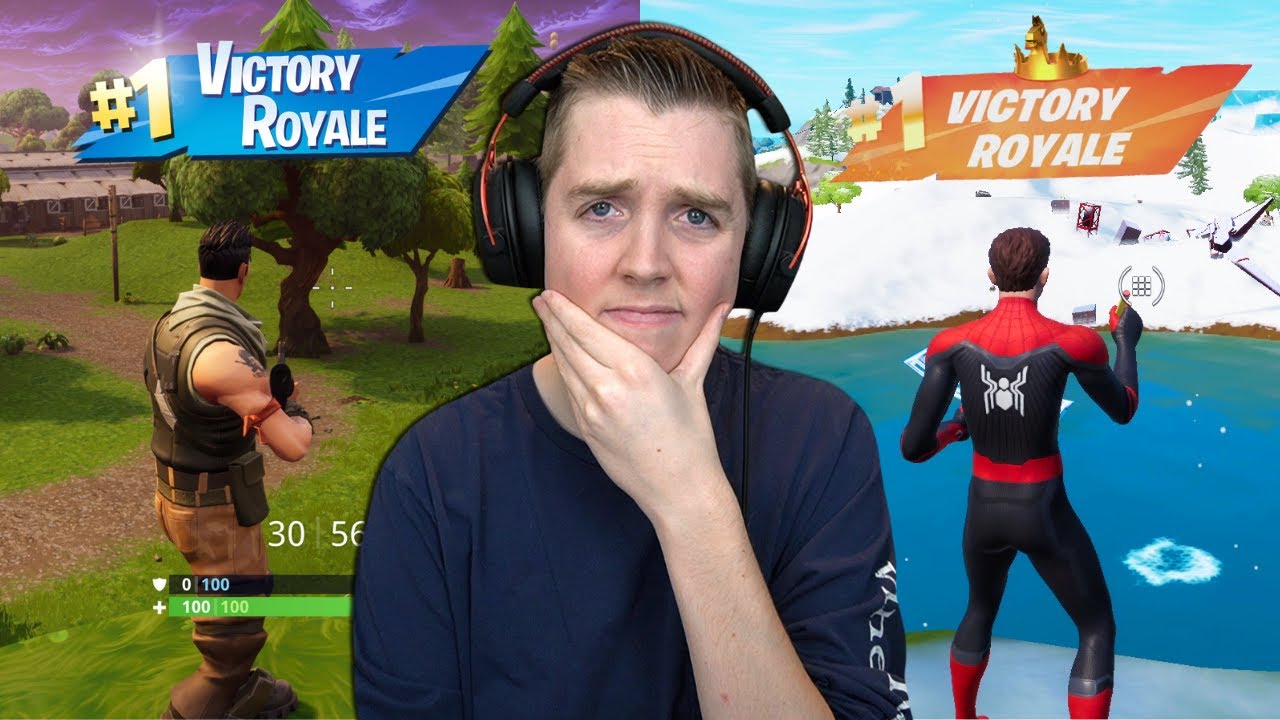 #1 VICTORY
ROYALE
#1 VICTORY
ROYALE
30 | 56
0 | 100
100 | 100